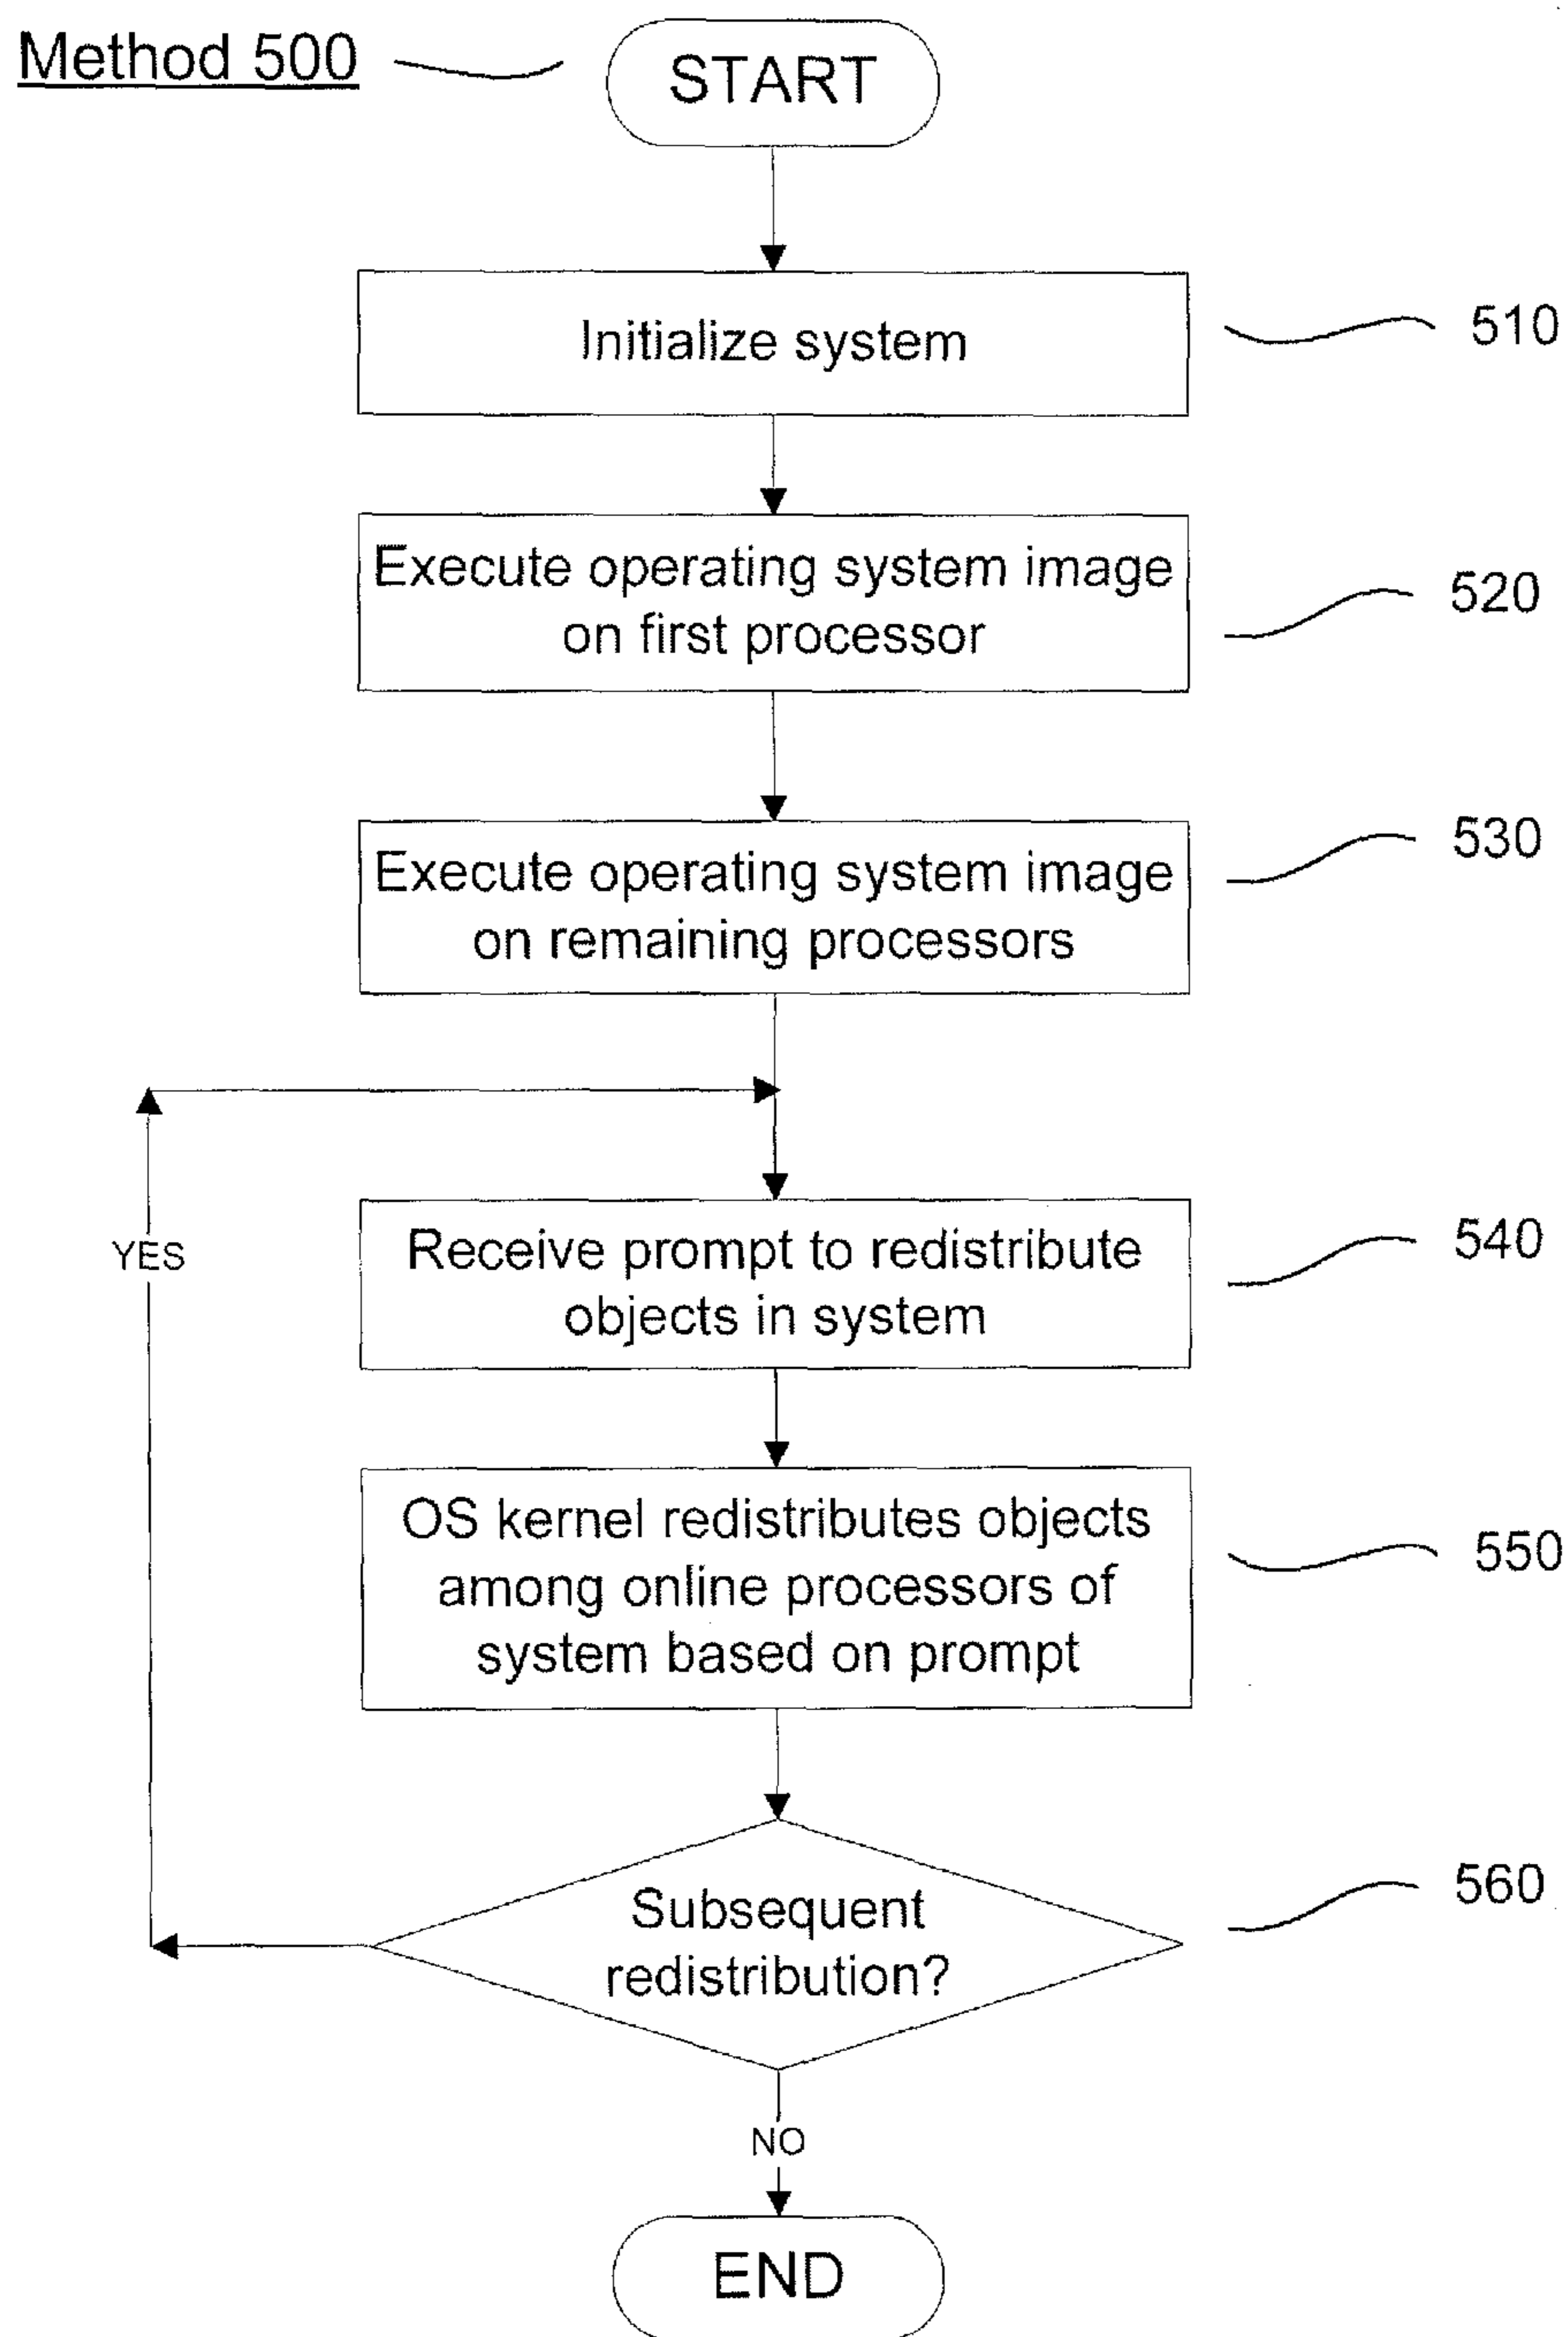 Method 500
START
Initialize system
510
Execute operating system image
on first processor
520
Execute operating system image
on remaining processors
530
YES
Receive prompt to redistribute
objects in system
540
OS kernel redistributes objects
among online processors of
system based on prompt
550
Subsequent
redistribution?
560
NO
END